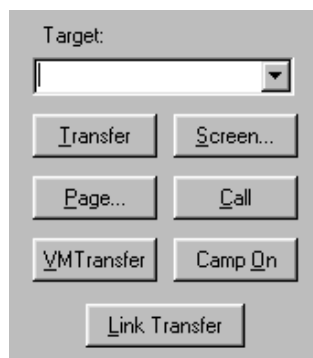 Target:
Transfer Screen...
Page... Call
VMTransfer Camp On
Link Transfer